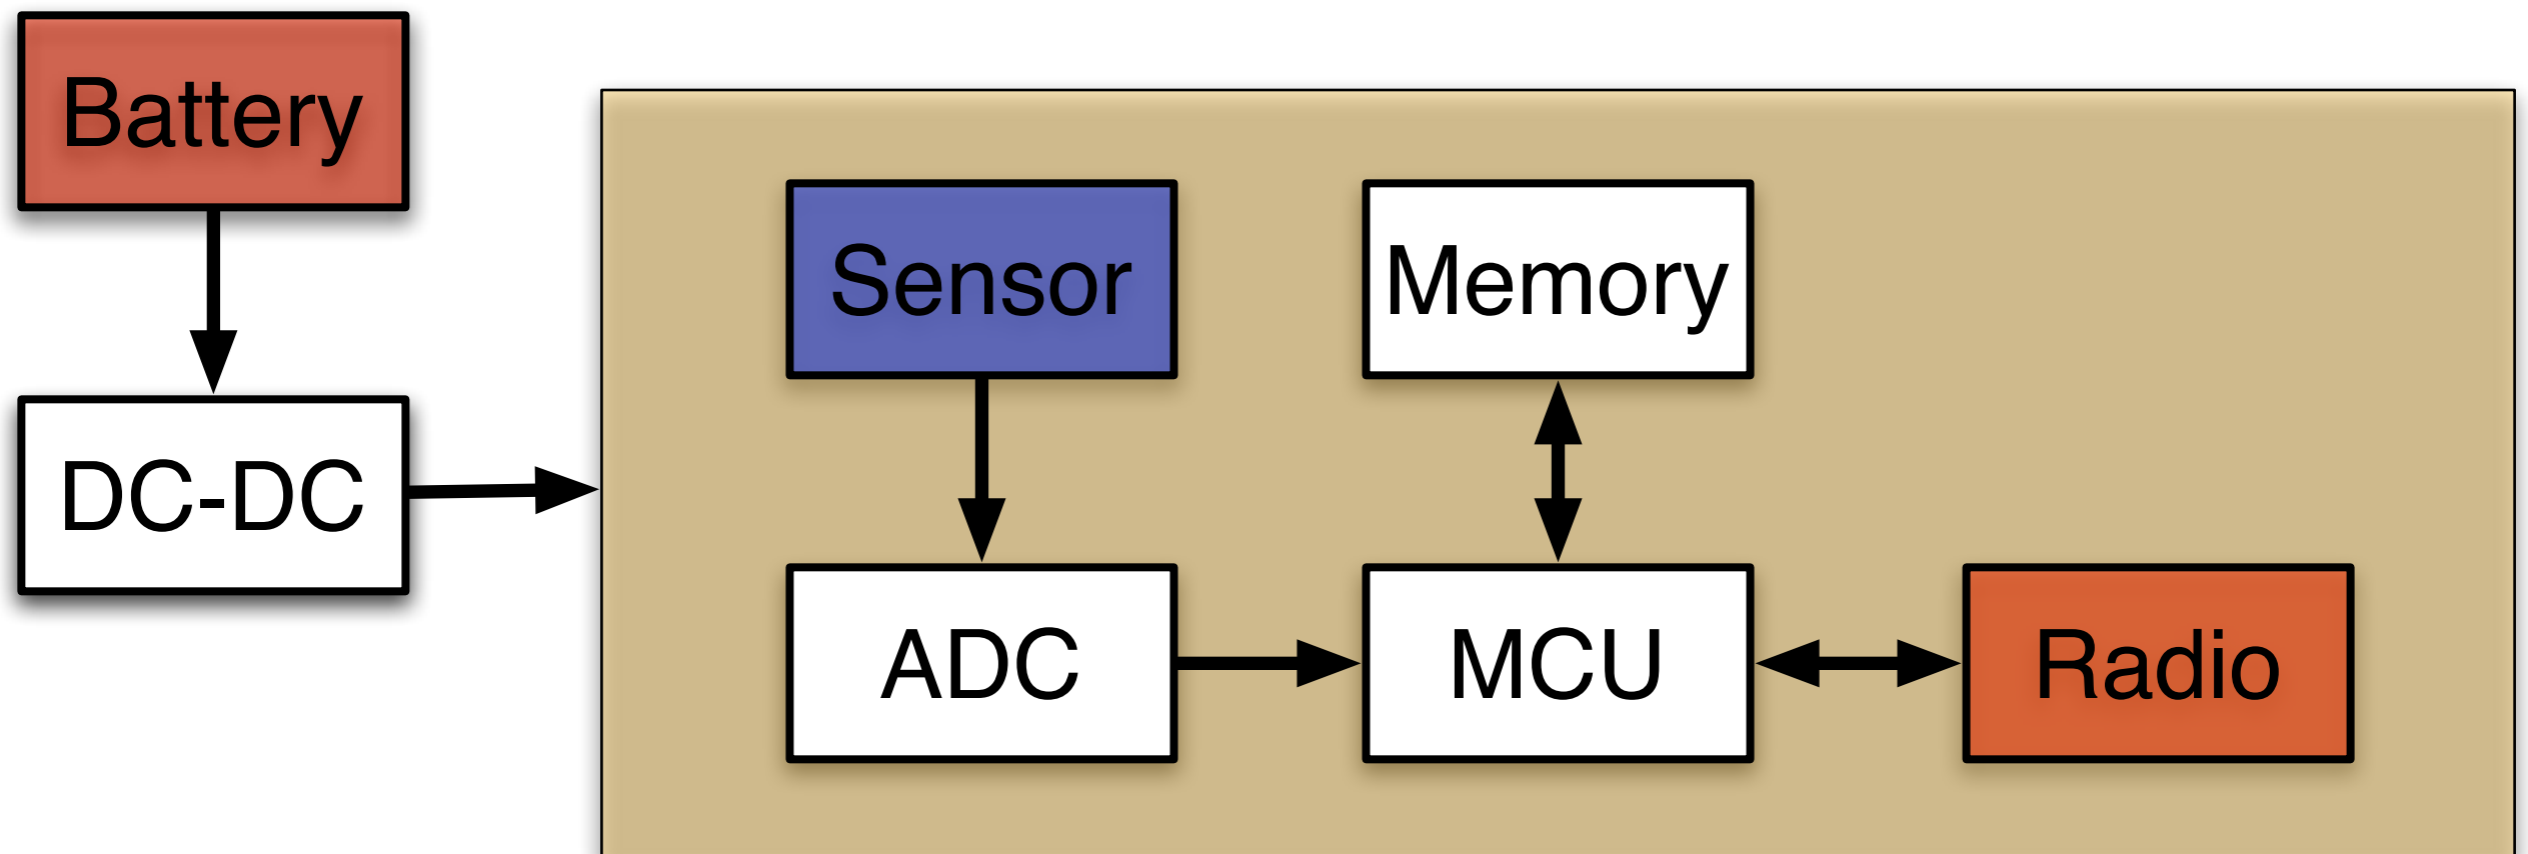 Battery
Sensor
Memory
DC-DC
ADC
MCU
Radio